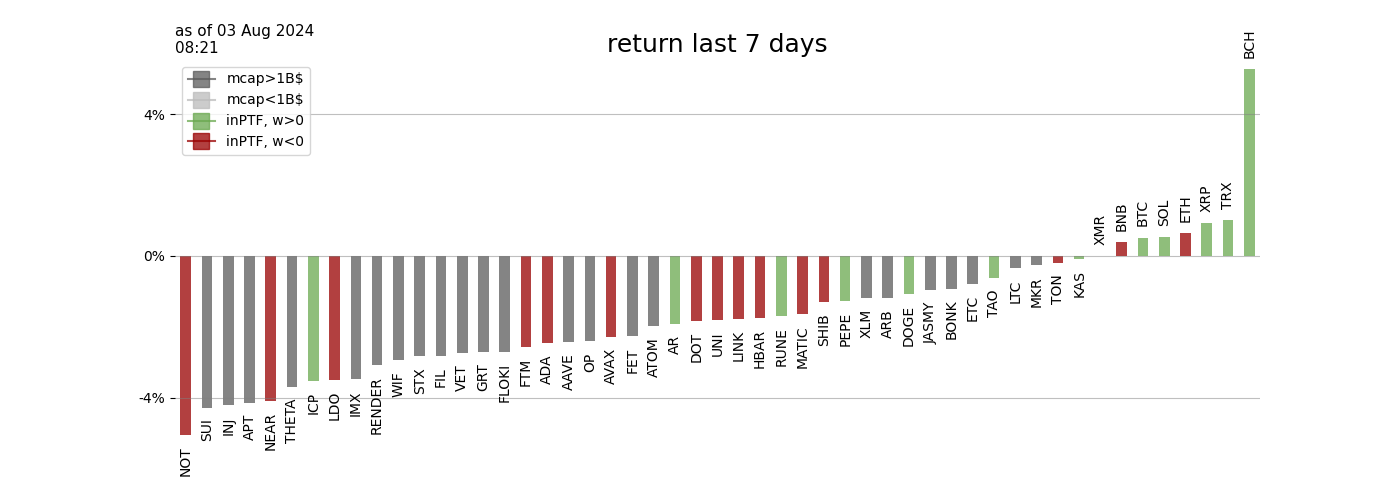 as of 03 Aug 2024
08:21
return last 7 days
mcap>1B$
mcap<1B$
inPTF, w>0
inPTF, w<0
4%
0%
-4%
NOT
SUI
INJ
APT
NEAR
THETA
ICP
LDO
IMX
RENDER
WIF
STX
FIL
VET
GRT
FLOKI
FTM
ADA
AAVE
OP
AVAX
FET
ATOM
AR
DOT
UNI
LINK
HBAR
RUNE
MATIC
SHIB
PEPE
XLM
ARB
DOGE
JASMY
BONK
ETC
TAO
LTC
MKR
TON
KAS
XMR
BNB
BTC
SOL
ETH
XRP
TRX
BCH